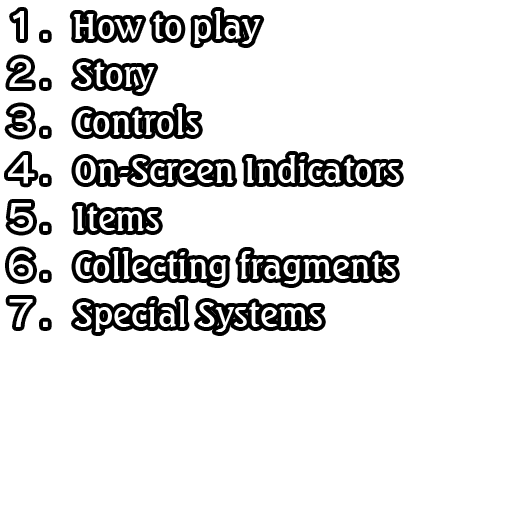 1. How to play
2. Story
3. Controls
4. On-Screen Indicators
5. Items
6. Collecting fragments
7. Special Systems